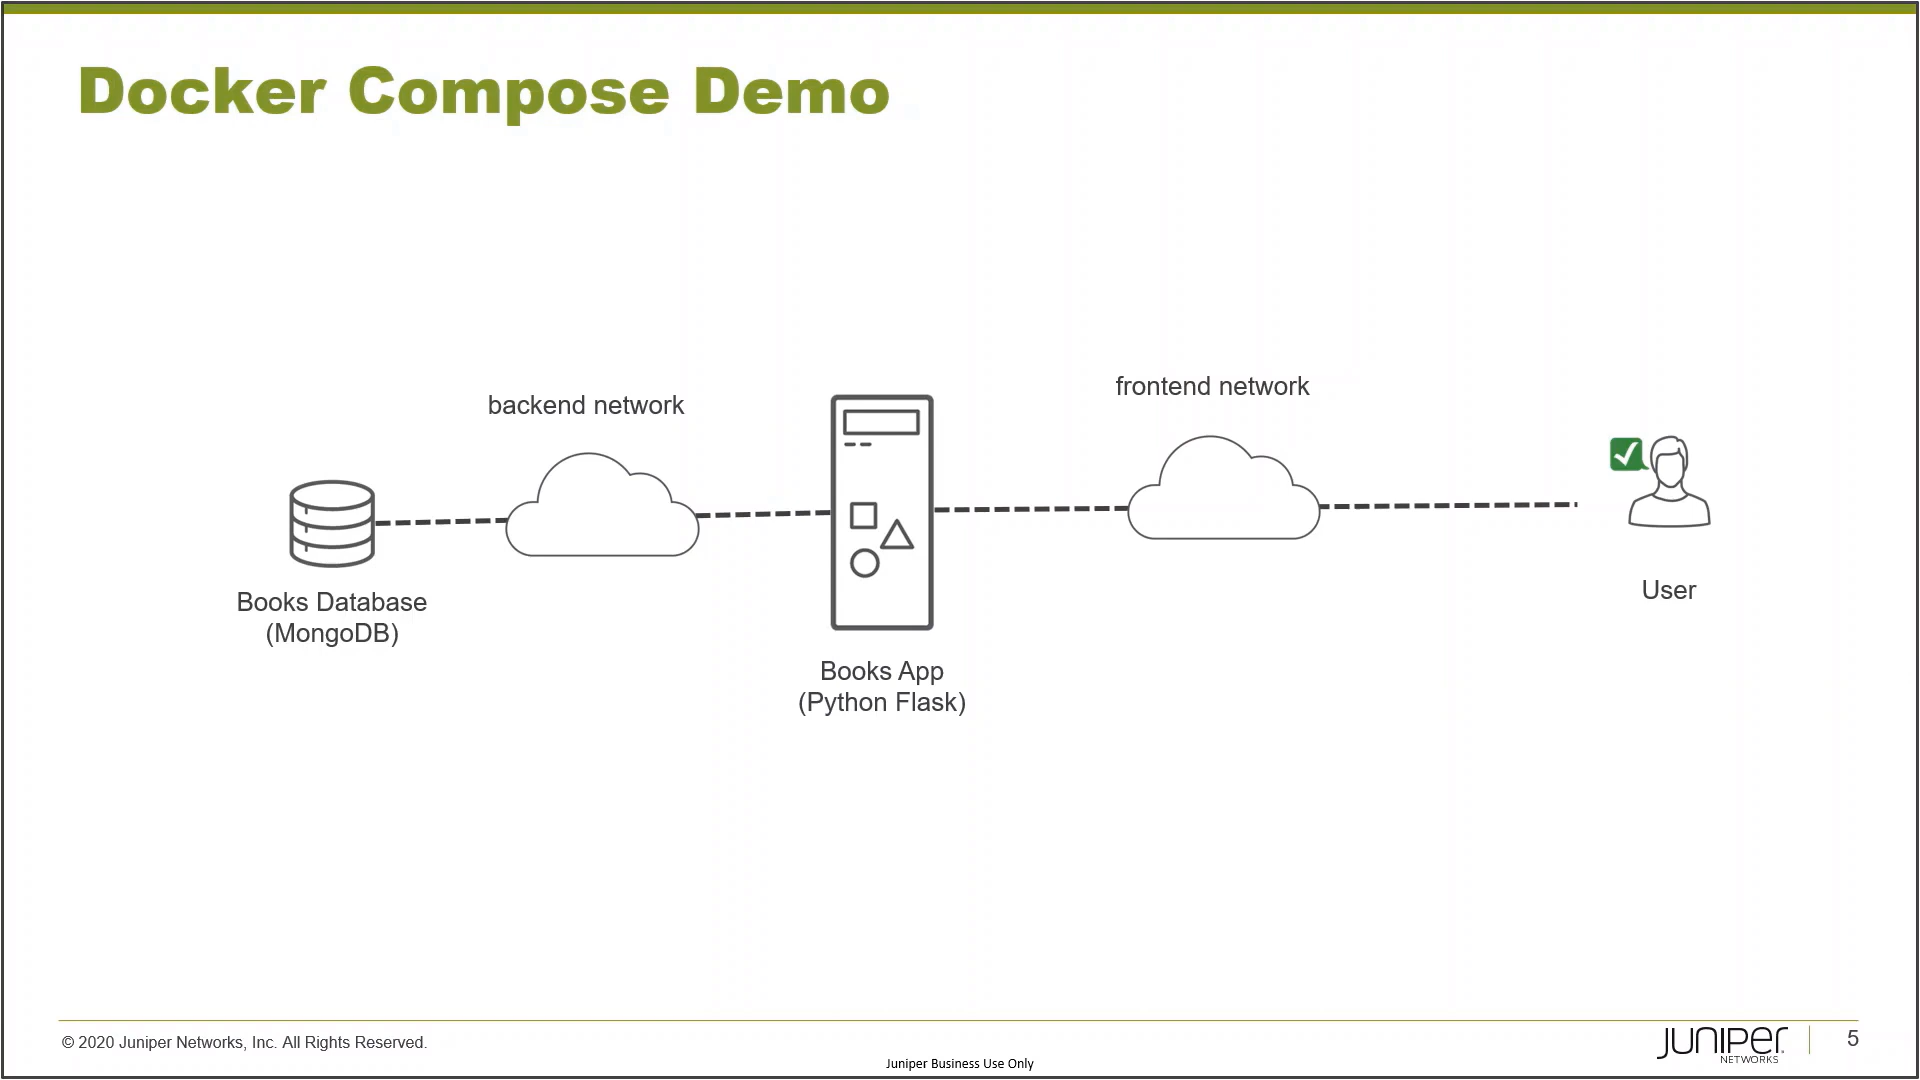 Docker Compose Demo
backend network
frontend network
Books Database
(MongoDB)
Books App
(Python Flask)
User
© 2020 Juniper Networks, Inc. All Rights Reserved.
Juniper Business Use Only
JUNIPer
NETWORKS
5